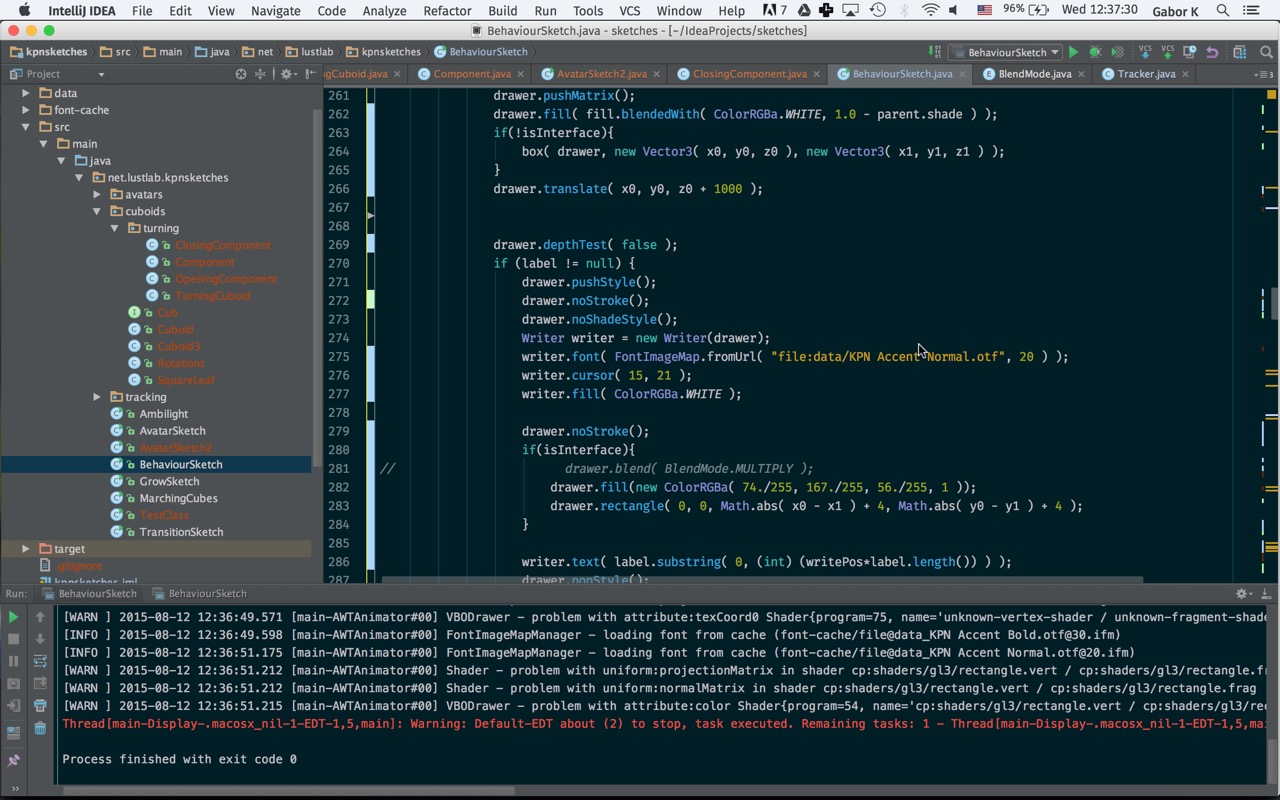 IntelliJ IDEA File Edit View Navigate Code Analyze Refactor Build Run Tools VCS Window Help 7 96% Wed 12:37:30 Gabor K
BehaviourSketch.java - sketches - [~/IdeaProjects/sketches]
kpnsketches src main java net lustlab kpnsketches BehaviourSketch BehaviourSketch
Project
gCuboid.java Component.java AvatarSketch2.java ClosingComponent.java BehaviourSketch.java BlendMode.java Tracker.java
data
font-cache
src
main
java
net.lustlab.kpnsketches
avatars
cuboids
turning
ClosingComponent
Component
OpeningComponent
TurningCuboid
Cub
Cuboid
Cuboid3
Rotations
SquareLeaf
tracking
Ambilight
AvatarSketch
AvatarSketch2
BehaviourSketch
GrowSketch
MarchingCubes
TestClass
TransitionSketch
target
.gitignore
kpnsketches.iml
261 drawer.pushMatrix();
262 drawer.fill( fill.blendedWith( ColorRGBa.WHITE, 1.0 - parent.shade ) );
263 if(!isInterface){
264 box( drawer, new Vector3( x0, y0, z0 ), new Vector3( x1, y1, z1 ) );
265 }
266 drawer.translate( x0, y0, z0 + 1000 );
267
268
269 drawer.depthTest( false );
270 if (label != null) {
271 drawer.pushStyle();
272 drawer.noStroke();
273 drawer.noShadeStyle();
274 Writer writer = new Writer(drawer);
275 writer.font( FontImageMap.fromUrl( "file:data/KPN Accent Normal.otf", 20 ) );
276 writer.cursor( 15, 21 );
277 writer.fill( ColorRGBa.WHITE );
278
279 drawer.noStroke();
280 if(isInterface){
281 // drawer.blend( BlendMode.MULTIPLY );
282 drawer.fill(new ColorRGBa( 74./255, 167./255, 56./255, 1 ));
283 drawer.rectangle( 0, 0, Math.abs( x0 - x1 ) + 4, Math.abs( y0 - y1 ) + 4 );
284 }
285
286 writer.text( label.substring( 0, (int) (writePos*label.length()) ) );
287 drawer.popStyle();
Run: BehaviourSketch BehaviourSketch
[WARN ] 2015-08-12 12:36:49.571 [main-AWTAnimator#00] VBODrawer - problem with attribute:texCoord0 Shader{program=75, name='unknown-vertex-shader / unknown-fragment-shade
[INFO ] 2015-08-12 12:36:49.598 [main-AWTAnimator#00] FontImageMapManager - loading font from cache (font-cache/file@data_KPN Accent Bold.otf@30.ifm)
[INFO ] 2015-08-12 12:36:51.175 [main-AWTAnimator#00] FontImageMapManager - loading font from cache (font-cache/file@data_KPN Accent Normal.otf@20.ifm)
[WARN ] 2015-08-12 12:36:51.212 [main-AWTAnimator#00] Shader - problem with uniform:projectionMatrix in shader cp:shaders/gl3/rectangle.vert / cp:shaders/gl3/rectangle.fr
[WARN ] 2015-08-12 12:36:51.212 [main-AWTAnimator#00] Shader - problem with uniform:normalMatrix in shader cp:shaders/gl3/rectangle.vert / cp:shaders/gl3/rectangle.frag
[WARN ] 2015-08-12 12:36:51.215 [main-AWTAnimator#00] VBODrawer - problem with attribute:color Shader{program=54, name='cp:shaders/gl3/rectangle.vert / cp:shaders/gl3/rec
Thread[main-Display-.macosx_nil-1-EDT-1,5,main]: Warning: Default-EDT about (2) to stop, task executed. Remaining tasks: 1 - Thread[main-Display-.macosx_nil-1-EDT-1,5,ma
Process finished with exit code 0